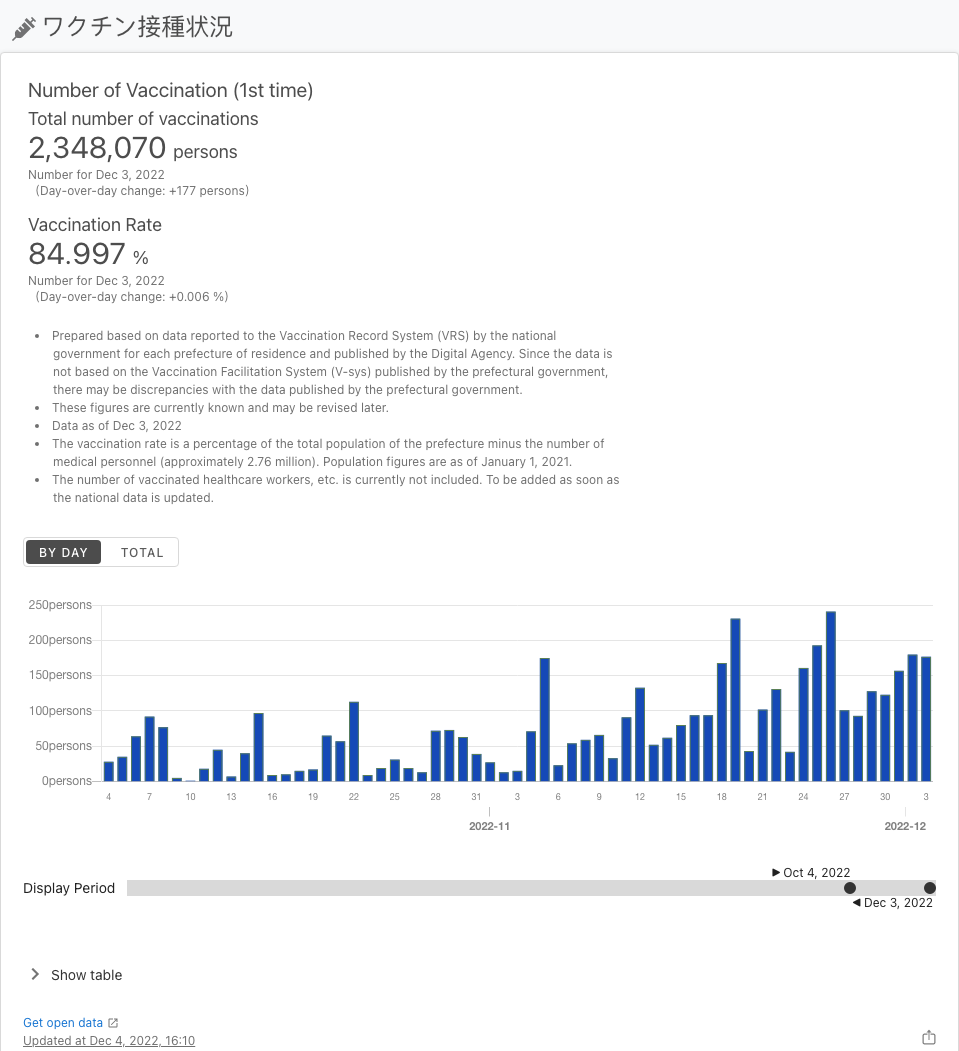 ワクチン接種状況
Number of Vaccination (1st time)
Total number of vaccinations
2,348,070 persons
Number for Dec 3, 2022
(Day-over-day change: +177 persons)
Vaccination Rate
84.997 %
Number for Dec 3, 2022
(Day-over-day change: +0.006 %)
• Prepared based on data reported to the Vaccination Record System (VRS) by the national
government for each prefecture of residence and published by the Digital Agency. Since the data is
not based on the Vaccination Facilitation System (V-sys) published by the prefectural government,
there may be discrepancies with the data published by the prefectural government.
• These figures are currently known and may be revised later.
• Data as of Dec 3, 2022
• The vaccination rate is a percentage of the total population of the prefecture minus the number of
medical personnel (approximately 2.76 million). Population figures are as of January 1, 2021.
• The number of vaccinated healthcare workers, etc. is currently not included. To be added as soon as
the national data is updated.
BY DAY TOTAL
250persons
200persons
150persons
100persons
50persons
0persons
4 7 10 13 16 19 22 25 28 31 3 6 9 12 15 18 21 24 27 30 3
2022-11 2022-12
Oct 4, 2022
Display Period
Dec 3, 2022
Show table
Get open data
Updated at Dec 4, 2022, 16:10